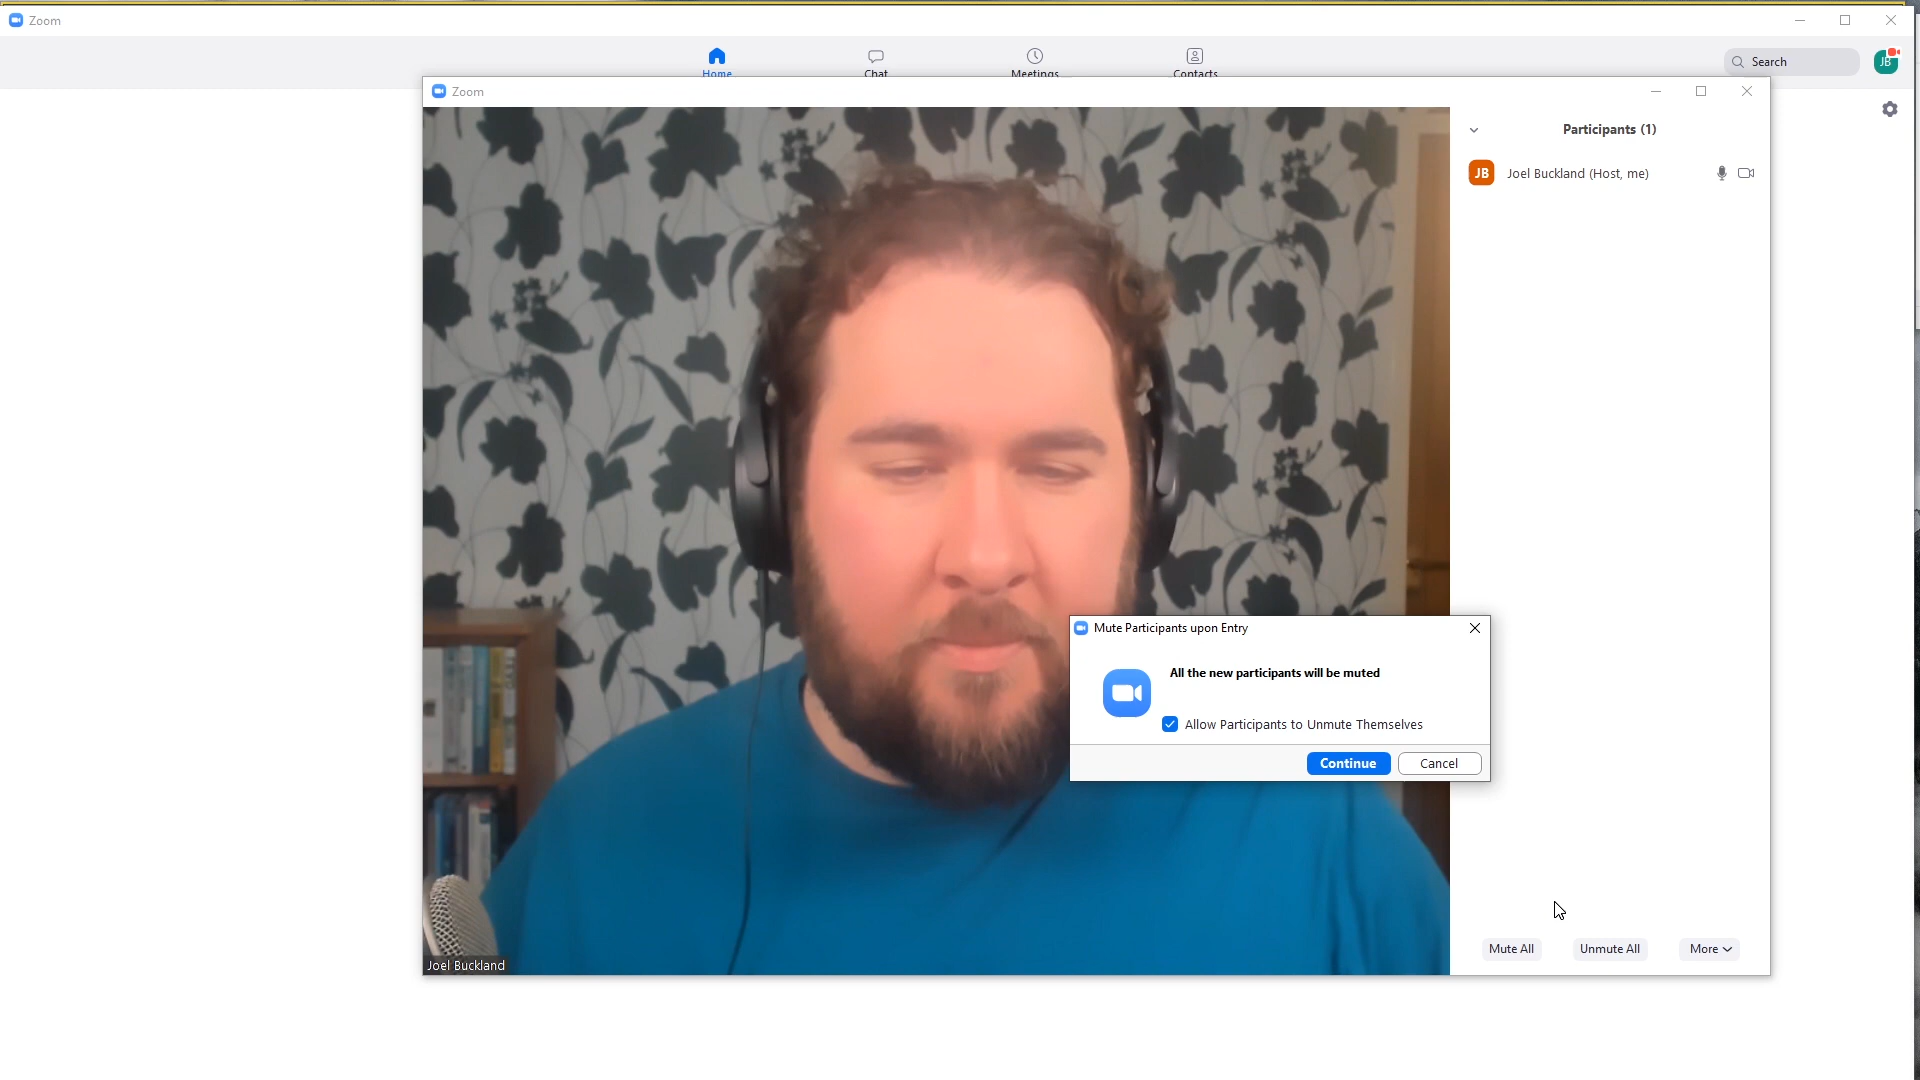 Zoom
Home
Chat
Meetings
Contacts
Search
JB
Zoom
Participants (1)
JB
Joel Buckland (Host, me)
Mute Participants upon Entry
All the new participants will be muted
Allow Participants to Unmute Themselves
Continue
Cancel
Mute All
Unmute All
More
Joel Buckland